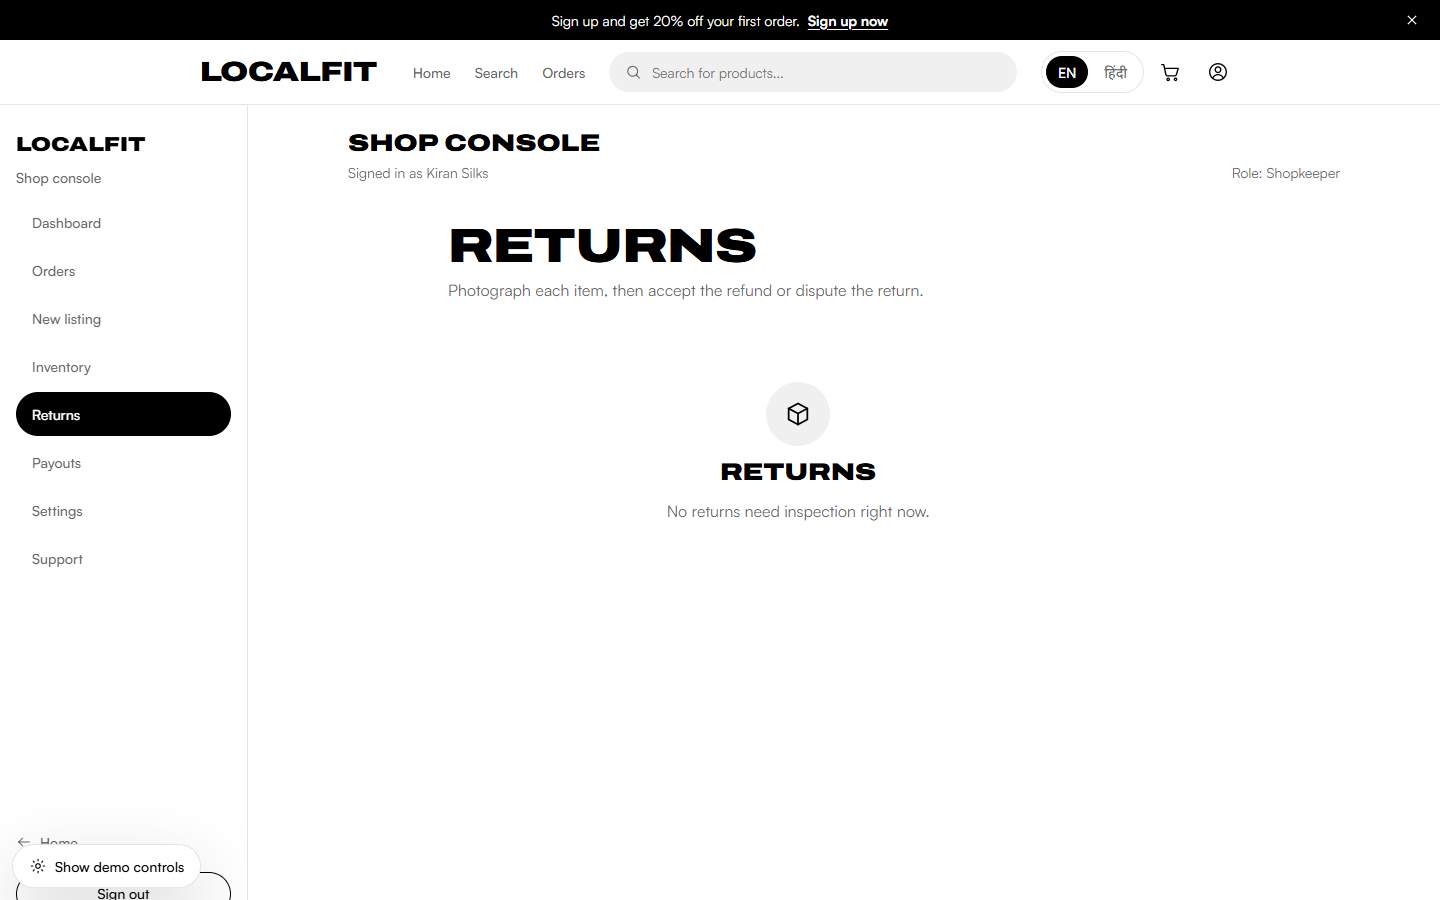 Sign up and get 20% off your first order. Sign up now
LOCALFIT
Home
Search
Orders
Search for products...
EN
हिंदी
LOCALFIT
Shop console
Dashboard
Orders
New listing
Inventory
Returns
Payouts
Settings
Support
Home
Show demo controls
Sign out
SHOP CONSOLE
Signed in as Kiran Silks
Role: Shopkeeper
RETURNS
Photograph each item, then accept the refund or dispute the return.
RETURNS
No returns need inspection right now.